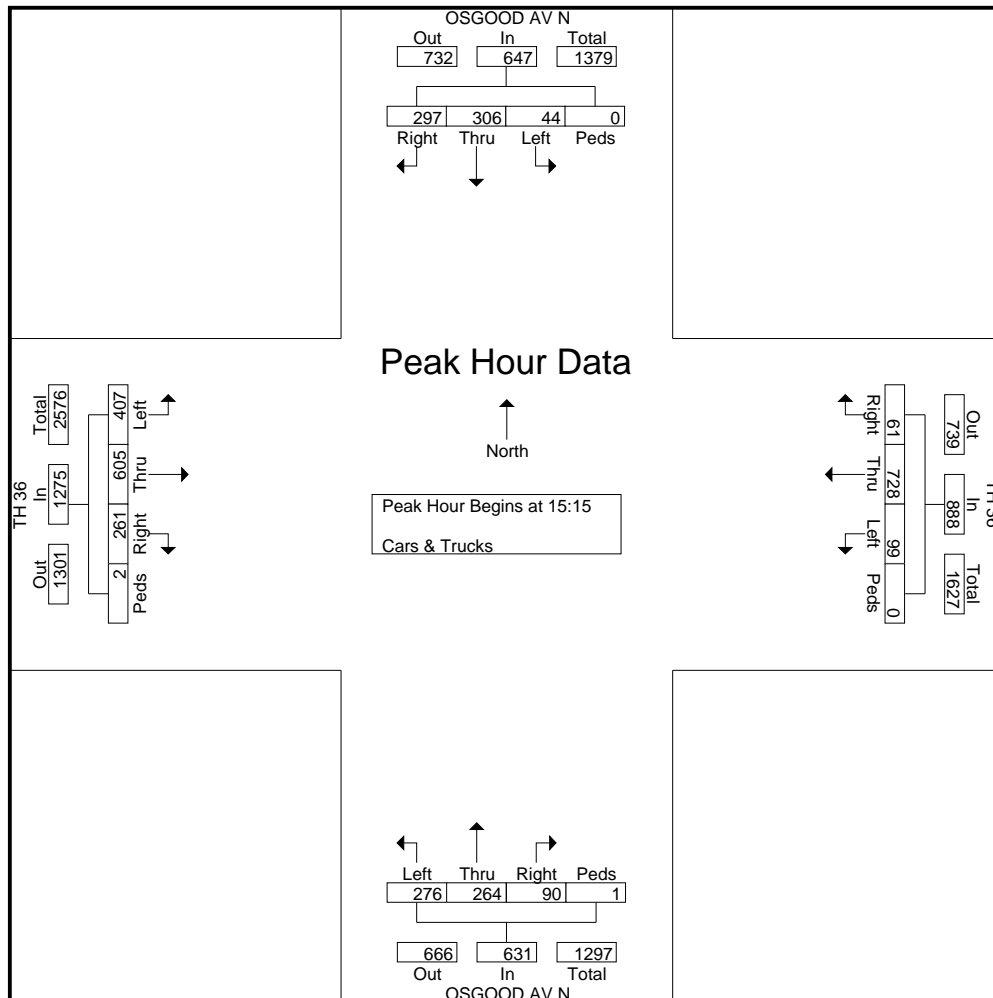 OSGOOD AV N
Out In Total
732 647 1379
297 306 44 0
Right Thru Left Peds
Peak Hour Data
North
Peak Hour Begins at 15:15
Cars & Trucks
TH 36
Out In Total
1301 1275 2576
407 605 261 2
Left Thru Right Peds
Right Thru Left Peds
61 728 99 0
Out In Total
739 888 1627
TH 36
Left Thru Right Peds
276 264 90 1
666 631 1297
Out In Total
OSGOOD AV N